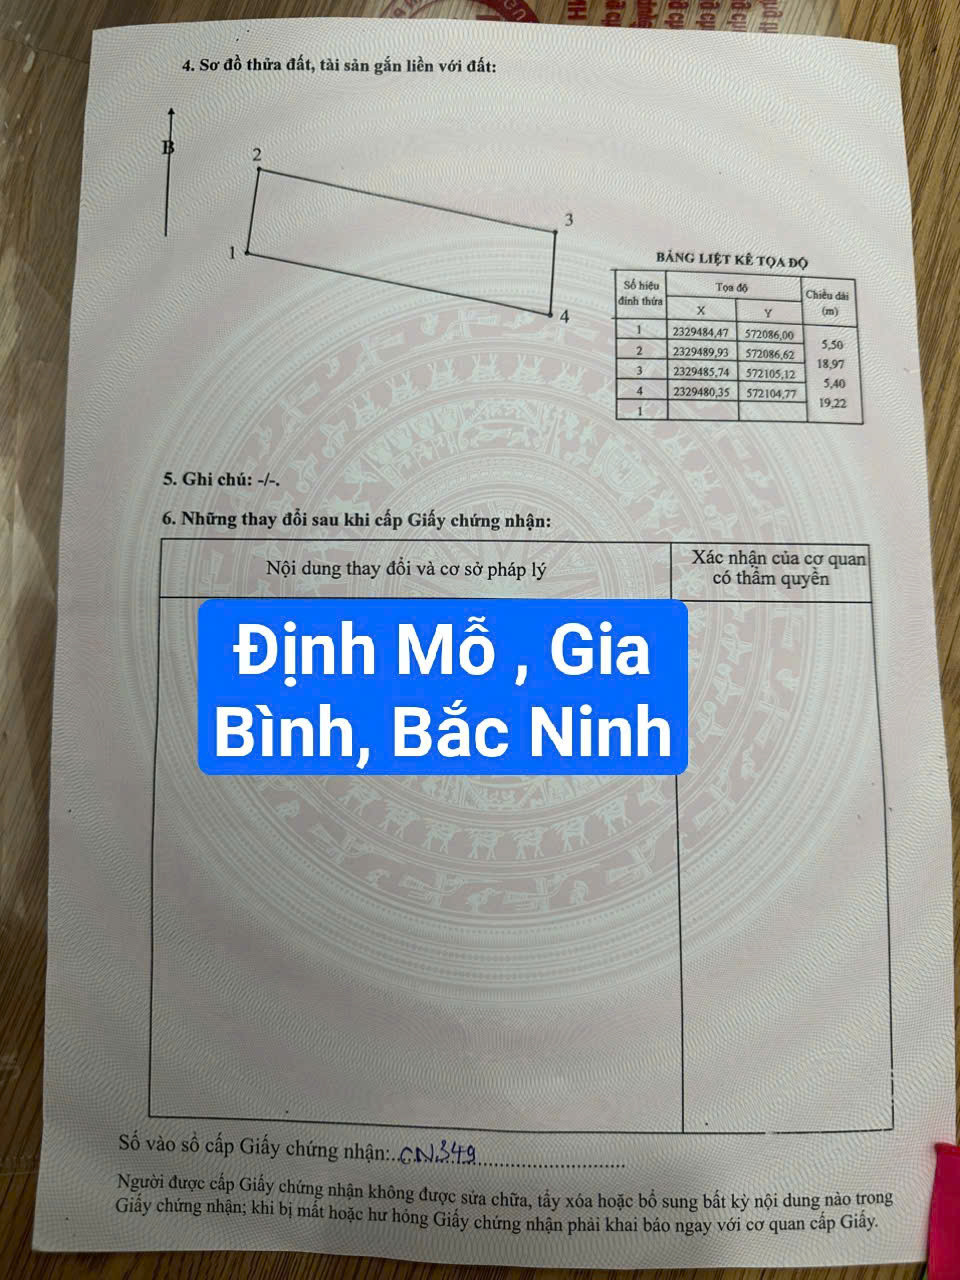 4. Sơ đồ thửa đất, tài sản gắn liền với đất:
B
2
3
1
4
BẢNG LIỆT KÊ TỌA ĐỘ
Số hiệu đỉnh thửa Tọa độ Chiều dài (m)
X Y
1 2329484,47 572086,00
5,50
2 2329489,93 572086,62
18,97
3 2329485,74 572105,12
5,40
4 2329480,35 572104,77
19,22
1
5. Ghi chú: -/-.
6. Những thay đổi sau khi cấp Giấy chứng nhận:
Nội dung thay đổi và cơ sở pháp lý
Xác nhận của cơ quan
có thẩm quyền
Định Mỗ , Gia
Bình, Bắc Ninh
Số vào sổ cấp Giấy chứng nhận: CN.349
Người được cấp Giấy chứng nhận không được sửa chữa, tẩy xóa hoặc bổ sung bất kỳ nội dung nào trong
Giấy chứng nhận; khi bị mất hoặc hư hỏng Giấy chứng nhận phải khai báo ngay với cơ quan cấp Giấy.